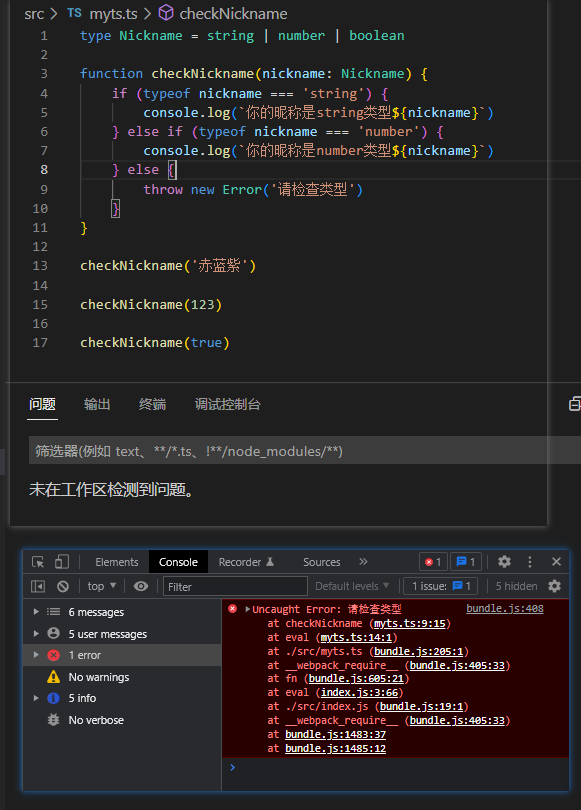 src > TS myts.ts > checkNickname
1 type Nickname = string | number | boolean
2
3 function checkNickname(nickname: Nickname) {
4 if (typeof nickname === 'string') {
5 console.log(`你的昵称是string类型${nickname}`)
6 } else if (typeof nickname === 'number') {
7 console.log(`你的昵称是number类型${nickname}`)
8 } else {
9 throw new Error('请检查类型')
10 }
11 }
12
13 checkNickname('赤蓝紫')
14
15 checkNickname(123)
16
17 checkNickname(true)
问题 输出 终端 调试控制台
筛选器(例如 text、**/*.ts、!**/node_modules/**)
未在工作区检测到问题。
Elements Console Recorder Sources » 1 1
top Filter Default levels 1 issue: 1 5 hidden
6 messages
5 user messages
1 error
No warnings
5 info
No verbose
Uncaught Error: 请检查类型 bundle.js:408
at checkNickname (myts.ts:9:15)
at eval (myts.ts:14:1)
at ./src/myts.ts (bundle.js:205:1)
at __webpack_require__ (bundle.js:405:33)
at fn (bundle.js:605:21)
at eval (index.js:3:66)
at ./src/index.js (bundle.js:19:1)
at __webpack_require__ (bundle.js:405:33)
at bundle.js:1483:37
at bundle.js:1485:12